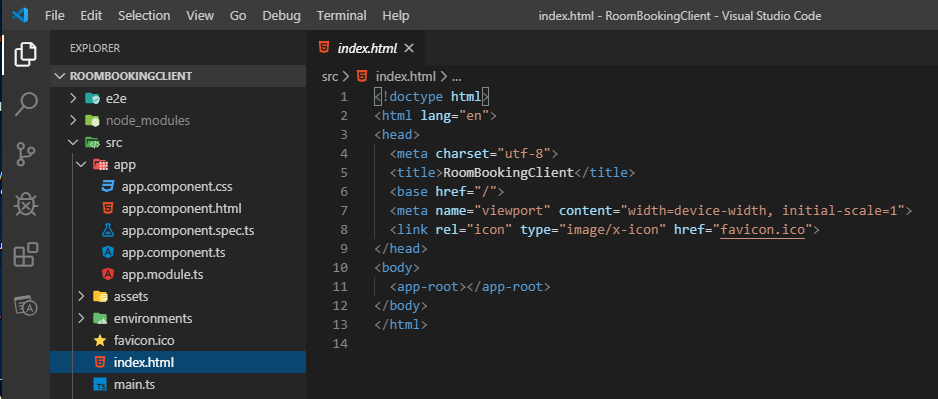 File Edit Selection View Go Debug Terminal Help index.html - RoomBookingClient - Visual Studio Code
EXPLORER
ROOMBOOKINGCLIENT
e2e
node_modules
src
app
app.component.css
app.component.html
app.component.spec.ts
app.component.ts
app.module.ts
assets
environments
favicon.ico
index.html
TS main.ts
index.html
src > index.html > ...
1 <!doctype html>
2 <html lang="en">
3 <head>
4 <meta charset="utf-8">
5 <title>RoomBookingClient</title>
6 <base href="/">
7 <meta name="viewport" content="width=device-width, initial-scale=1">
8 <link rel="icon" type="image/x-icon" href="favicon.ico">
9 </head>
10 <body>
11 <app-root></app-root>
12 </body>
13 </html>
14